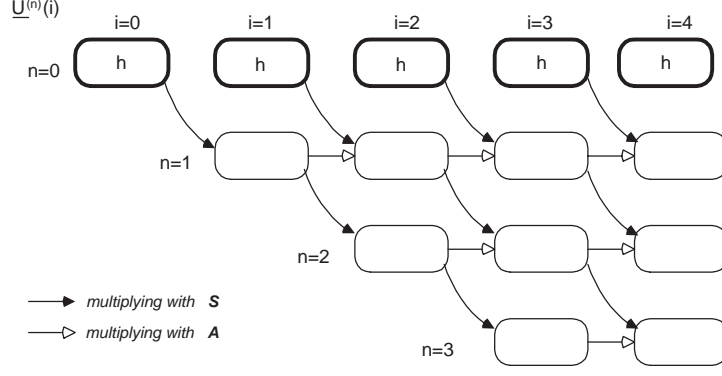 U(n)(i)
i=0 i=1 i=2 i=3 i=4
n=0 h h h h h
n=1
n=2
multiplying with S
multiplying with A
n=3